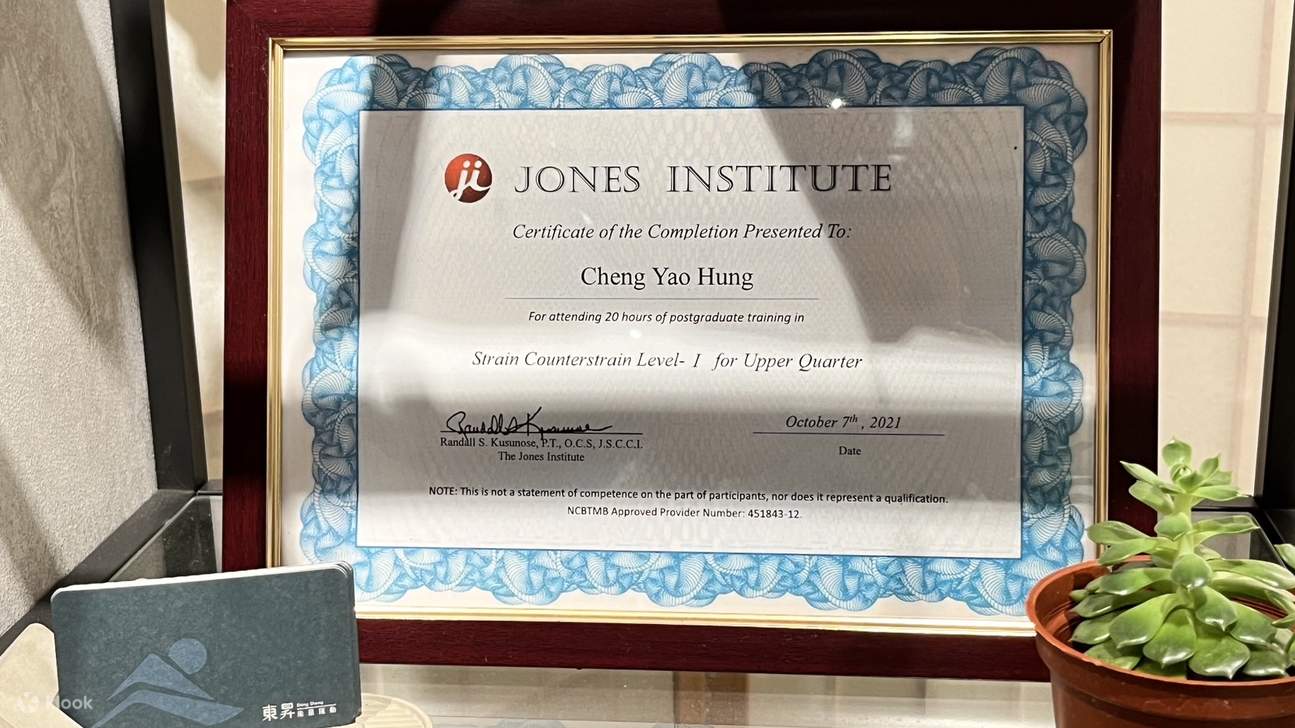 ji JONES INSTITUTE
Certificate of the Completion Presented To:
Cheng Yao Hung
For attending 20 hours of postgraduate training in
Strain Counterstrain Level- I for Upper Quarter
October 7th, 2021
Randall S. Kusunose, P.T., O.C.S, J.S.C.C.I.
The Jones Institute
Date
NOTE: This is not a statement of competence on the part of participants, nor does it represent a qualification.
NCBTMB Approved Provider Number: 451843-12
東昇
klook